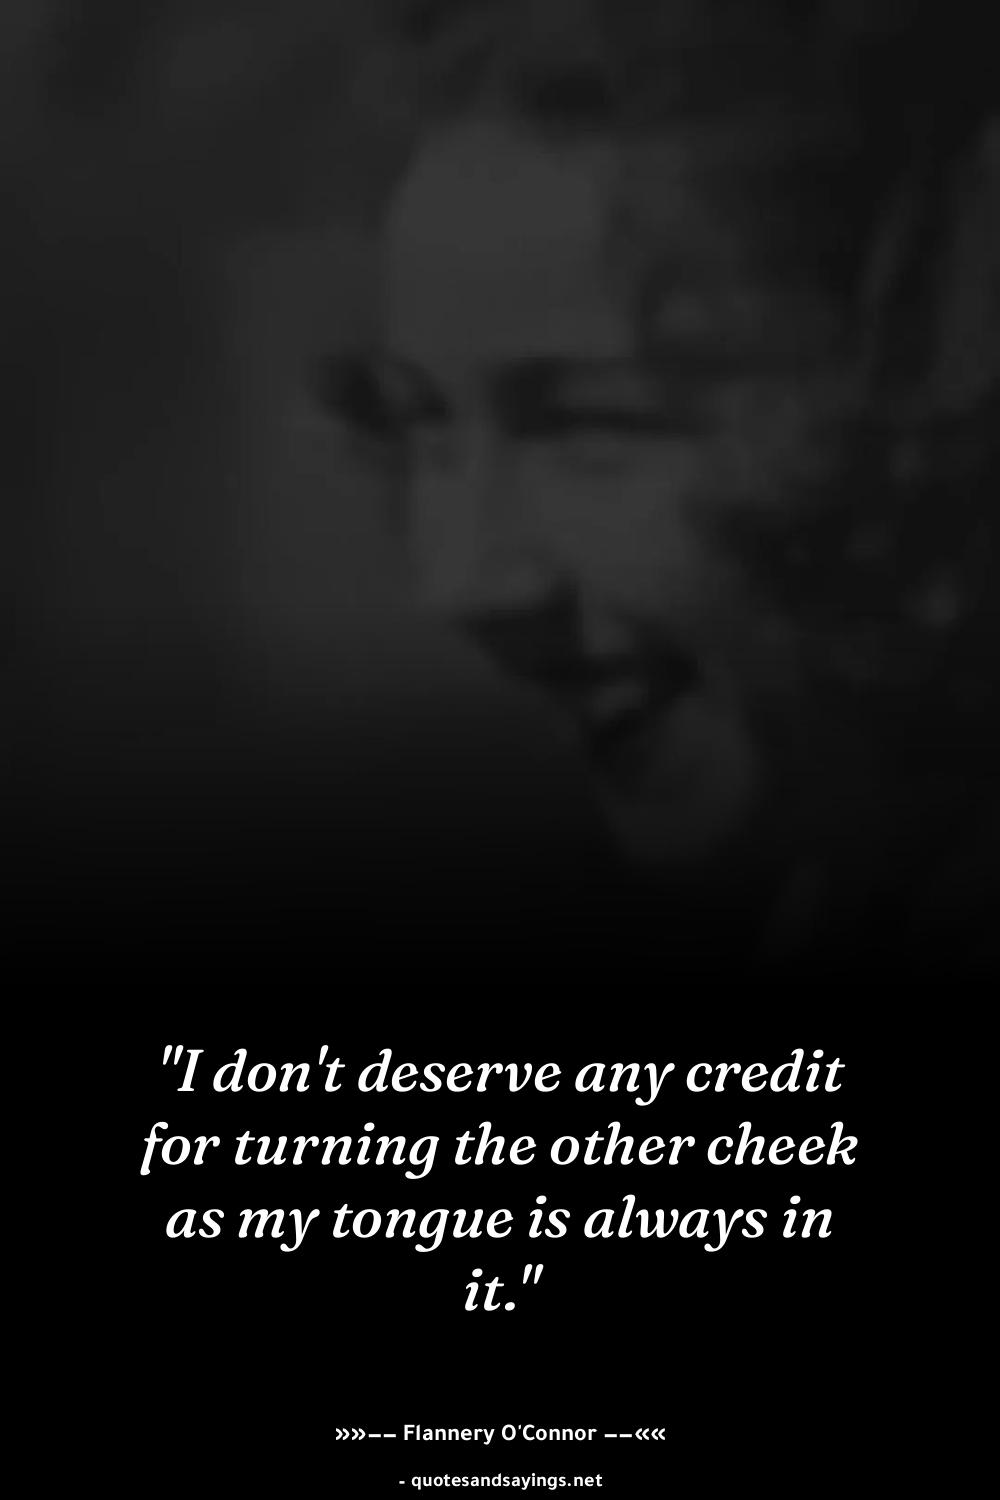 "I don't deserve any credit
for turning the other cheek
as my tongue is always in
it."
»»−− Flannery O'Connor −−««
- quotesandsayings.net